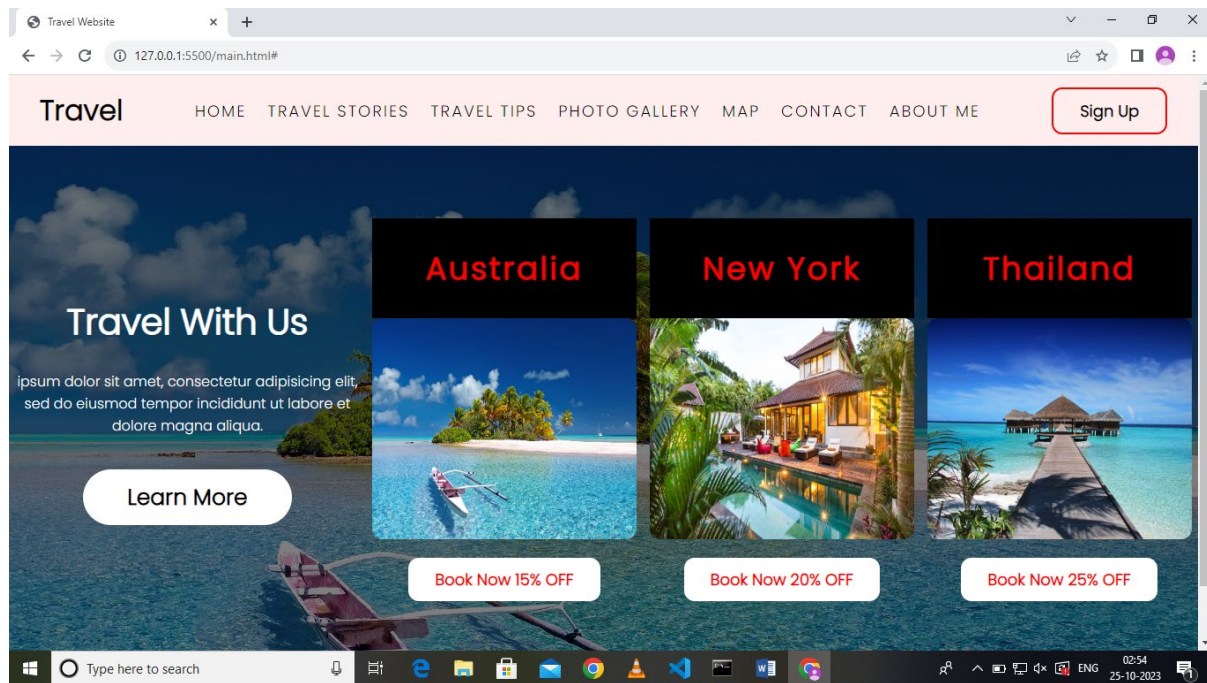 Travel Website
127.0.0.1:5500/main.html#
Travel
HOME TRAVEL STORIES TRAVEL TIPS PHOTO GALLERY MAP CONTACT ABOUT ME
Sign Up
Travel With Us
ipsum dolor sit amet, consectetur adipisicing elit,
sed do eiusmod tempor incididunt ut labore et
dolore magna aliqua.
Learn More
Australia
New York
Thailand
Book Now 15% OFF
Book Now 20% OFF
Book Now 25% OFF
Type here to search
ENG
02:54
25-10-2023